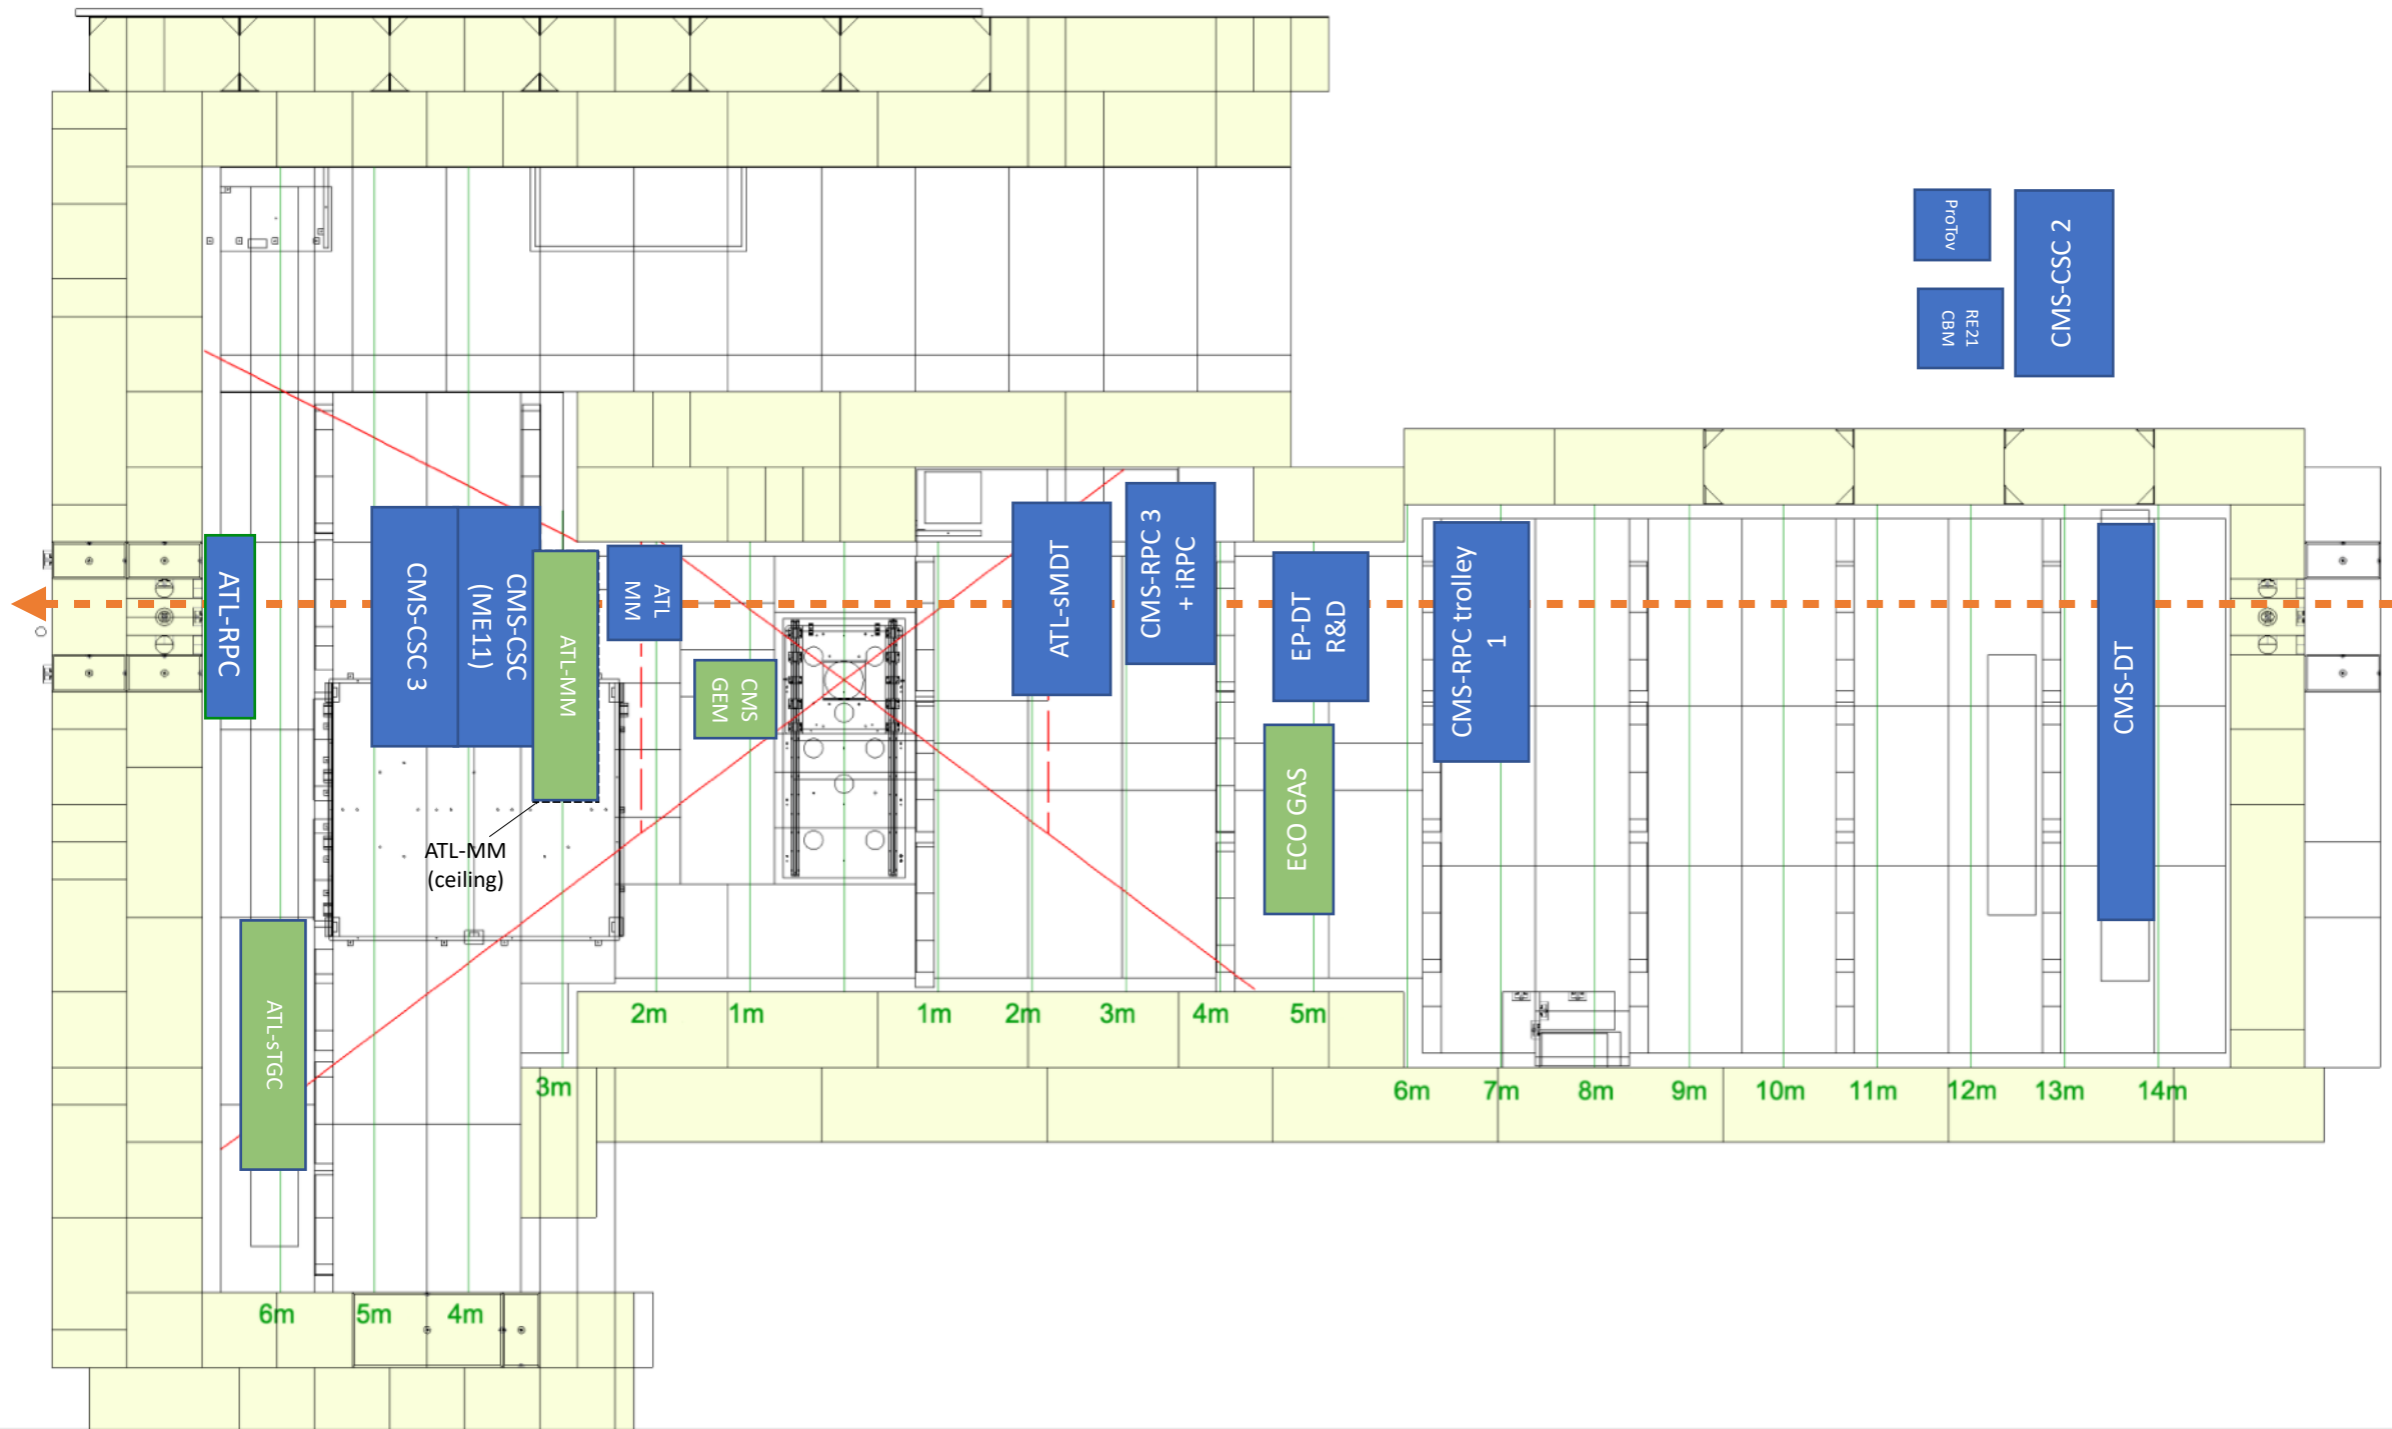 ProTov
RE21
CBM
CMS-CSC 2
ATL-RPC
CMS-CSC 3
CMS-CSC
(ME11)
ATL-MM
ATL
MM
CMS
GEM
ATL-sMDT
CMS-RPC 3
+ iRPC
EP-DT
R&D
CMS-RPC trolley
1
CMS-DT
ECO GAS
ATL-MM
(ceiling)
ATL-sTGC
2m
1m
1m
2m
3m
4m
5m
3m
6m
7m
8m
9m
10m
11m
12m
13m
14m
6m
5m
4m